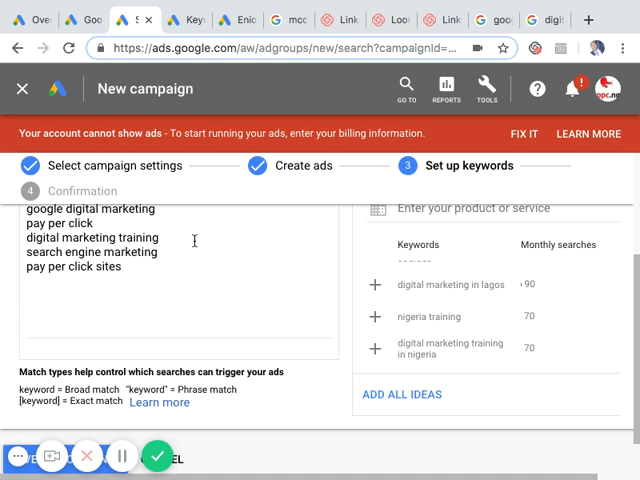 Ove
Goo
S
Key
Enio
mcc
Link
Loor
Link
goo
digit
https://ads.google.com/aw/adgroups/new/search?campaignId=...
New campaign
GO TO
REPORTS
TOOLS
Your account cannot show ads - To start running your ads, enter your billing information.
FIX IT
LEARN MORE
Select campaign settings
Create ads
3 Set up keywords
4 Confirmation
google digital marketing
pay per click
digital marketing training
search engine marketing
pay per click sites
Enter your product or service
Keywords
Monthly searches
digital marketing in lagos
90
nigeria training
70
digital marketing training
in nigeria
70
ADD ALL IDEAS
Match types help control which searches can trigger your ads
keyword = Broad match "keyword" = Phrase match
[keyword] = Exact match Learn more